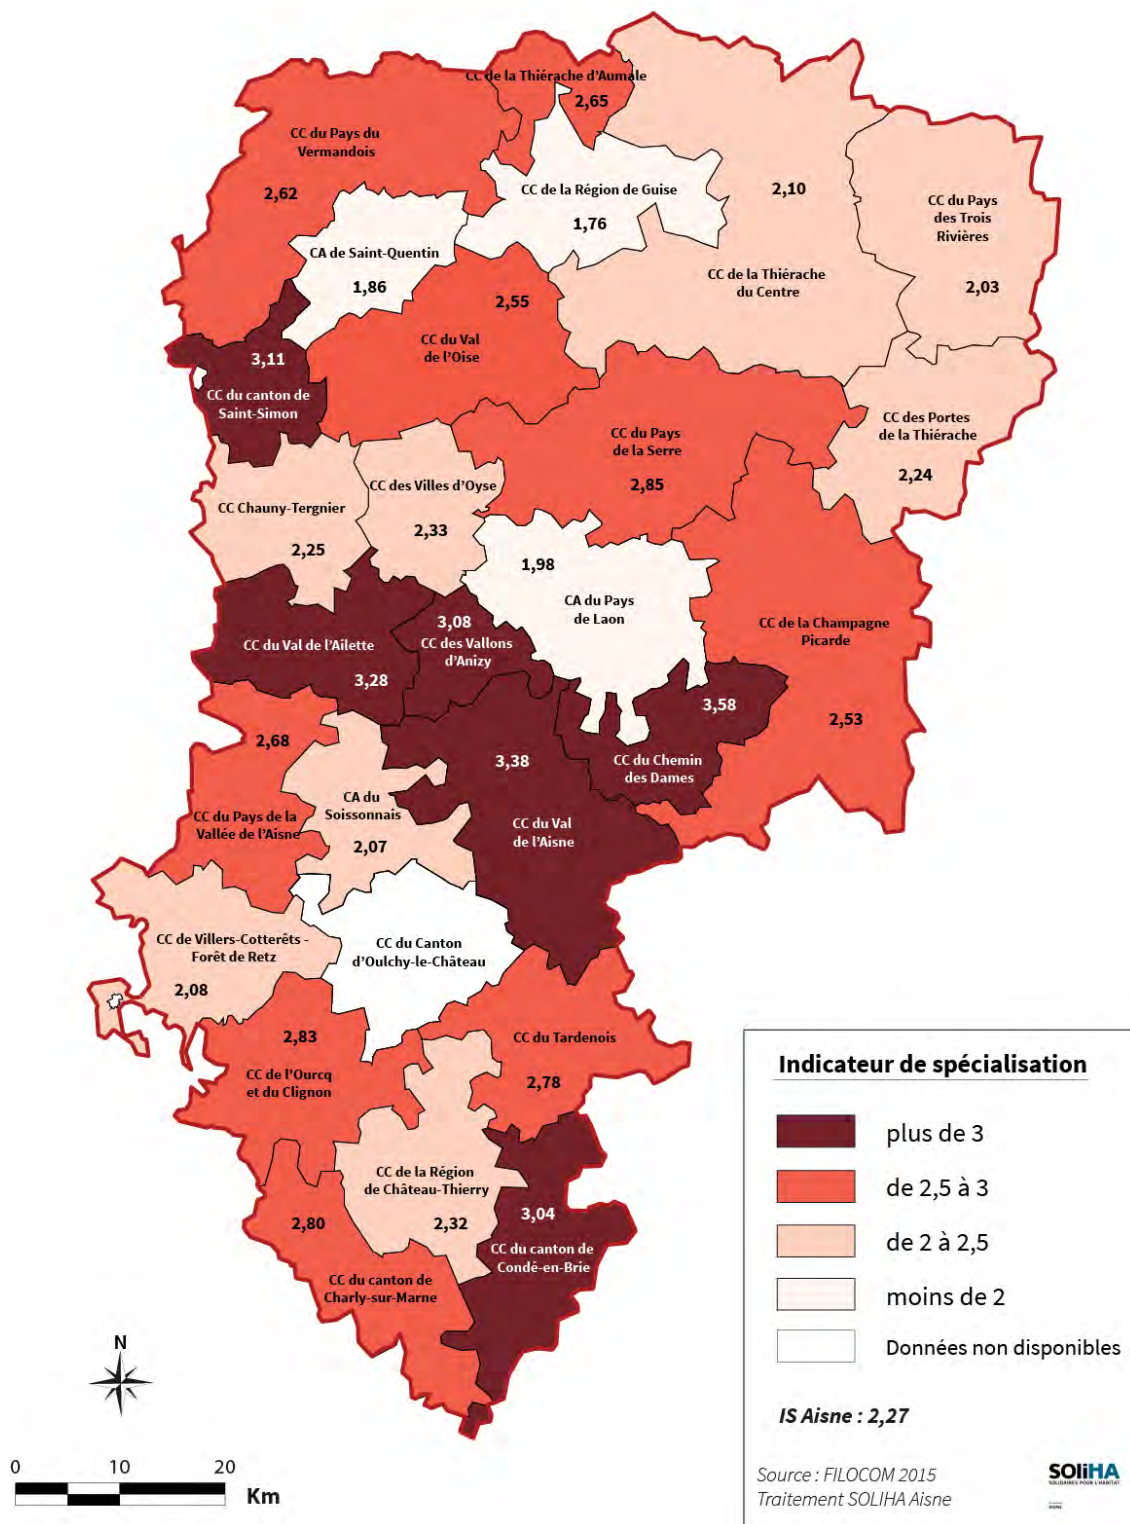 CC de la Thiérache d'Aumale
2,65
CC du Pays du
Vermandois
2,62
CC de la Région de Guise
1,76
2,10
CC de la Thiérache
du Centre
CC du Pays
des Trois
Rivières
2,03
CA de Saint-Quentin
1,86
2,55
CC du Val
de l'Oise
3,11
CC du canton de
Saint-Simon
CC du Pays
de la Serre
2,85
CC des Portes
de la Thiérache
2,24
CC Chauny-Tergnier
2,25
CC des Villes d'Oyse
2,33
1,98
CA du Pays
de Laon
CC de la Champagne
Picarde
2,53
CC du Val de l'Ailette
3,28
3,08
CC des Vallons
d'Anizy
3,58
CC du Chemin
des Dames
2,68
CC du Pays de la
Vallée de l'Aisne
CA du
Soissonnais
2,07
3,38
CC du Val
de l'Aisne
CC de Villers-Cotterêts -
Forêt de Retz
2,08
CC du Canton
d'Oulchy-le-Château
2,83
CC de l'Ourcq
et du Clignon
CC du Tardenois
2,78
CC de la Région
de Château-Thierry
2,32
3,04
CC du canton de
Condé-en-Brie
2,80
CC du canton de
Charly-sur-Marne
N
0 10 20
Km
Indicateur de spécialisation
plus de 3
de 2,5 à 3
de 2 à 2,5
moins de 2
Données non disponibles
IS Aisne : 2,27
Source : FILOCOM 2015
Traitement SOLIHA Aisne
SOLiHA
SOLIDAIRES POUR L'HABITAT